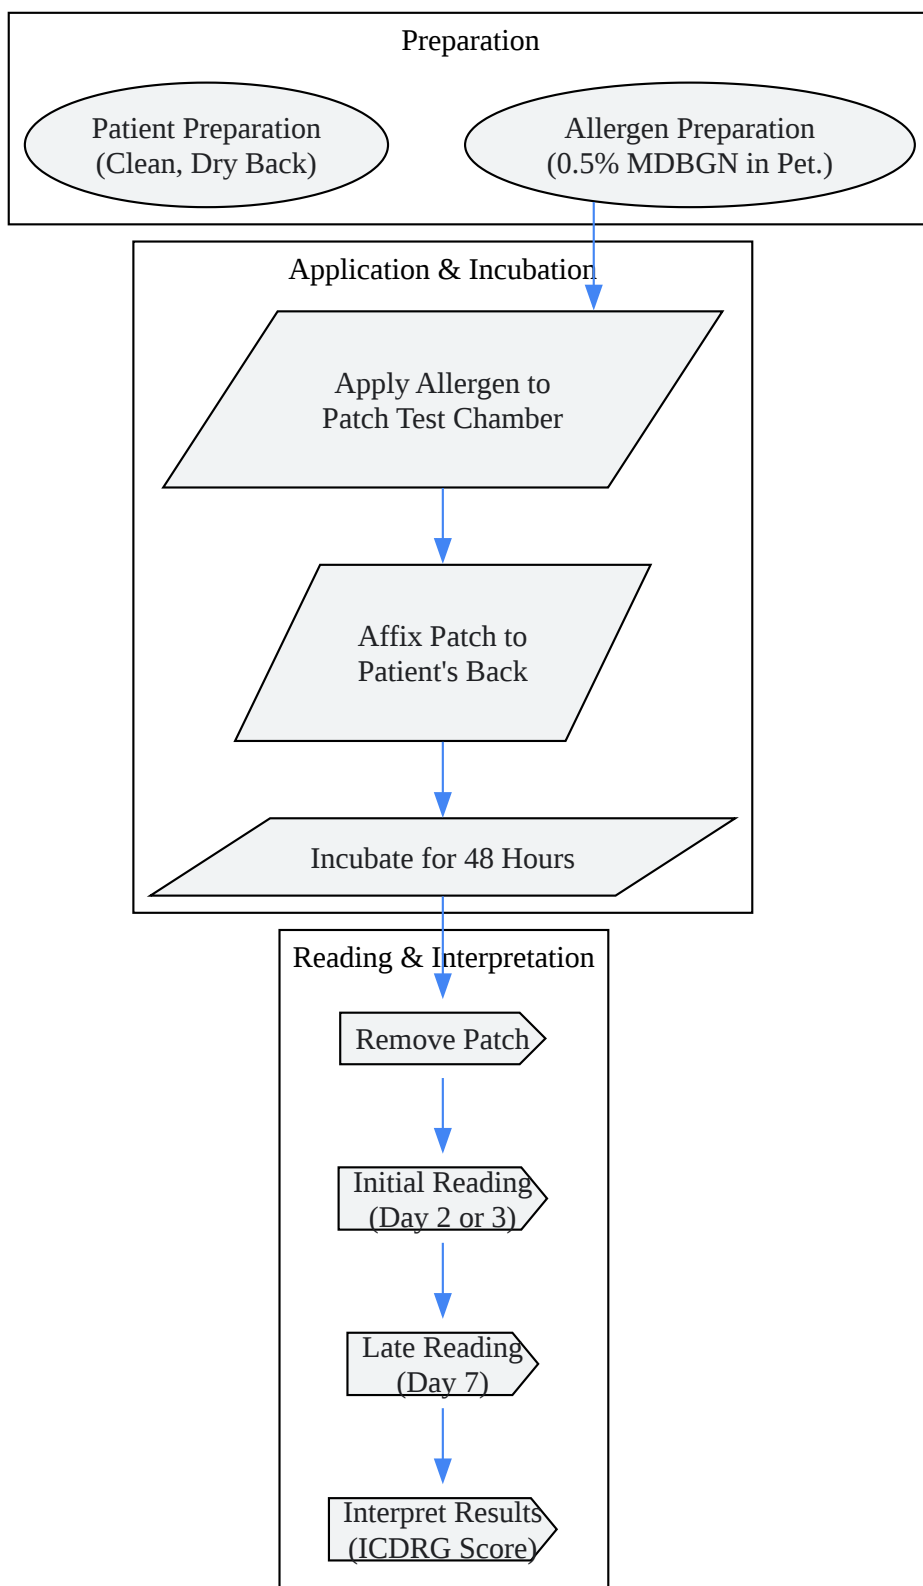 Preparation
Patient Preparation
(Clean, Dry Back)
Allergen Preparation
(0.5% MDBGN in Pet.)
Application & Incubation
Apply Allergen to
Patch Test Chamber
Affix Patch to
Patient's Back
Incubate for 48 Hours
Reading & Interpretation
Remove Patch
Initial Reading
(Day 2 or 3)
Late Reading
(Day 7)
Interpret Results
(ICDRG Score)